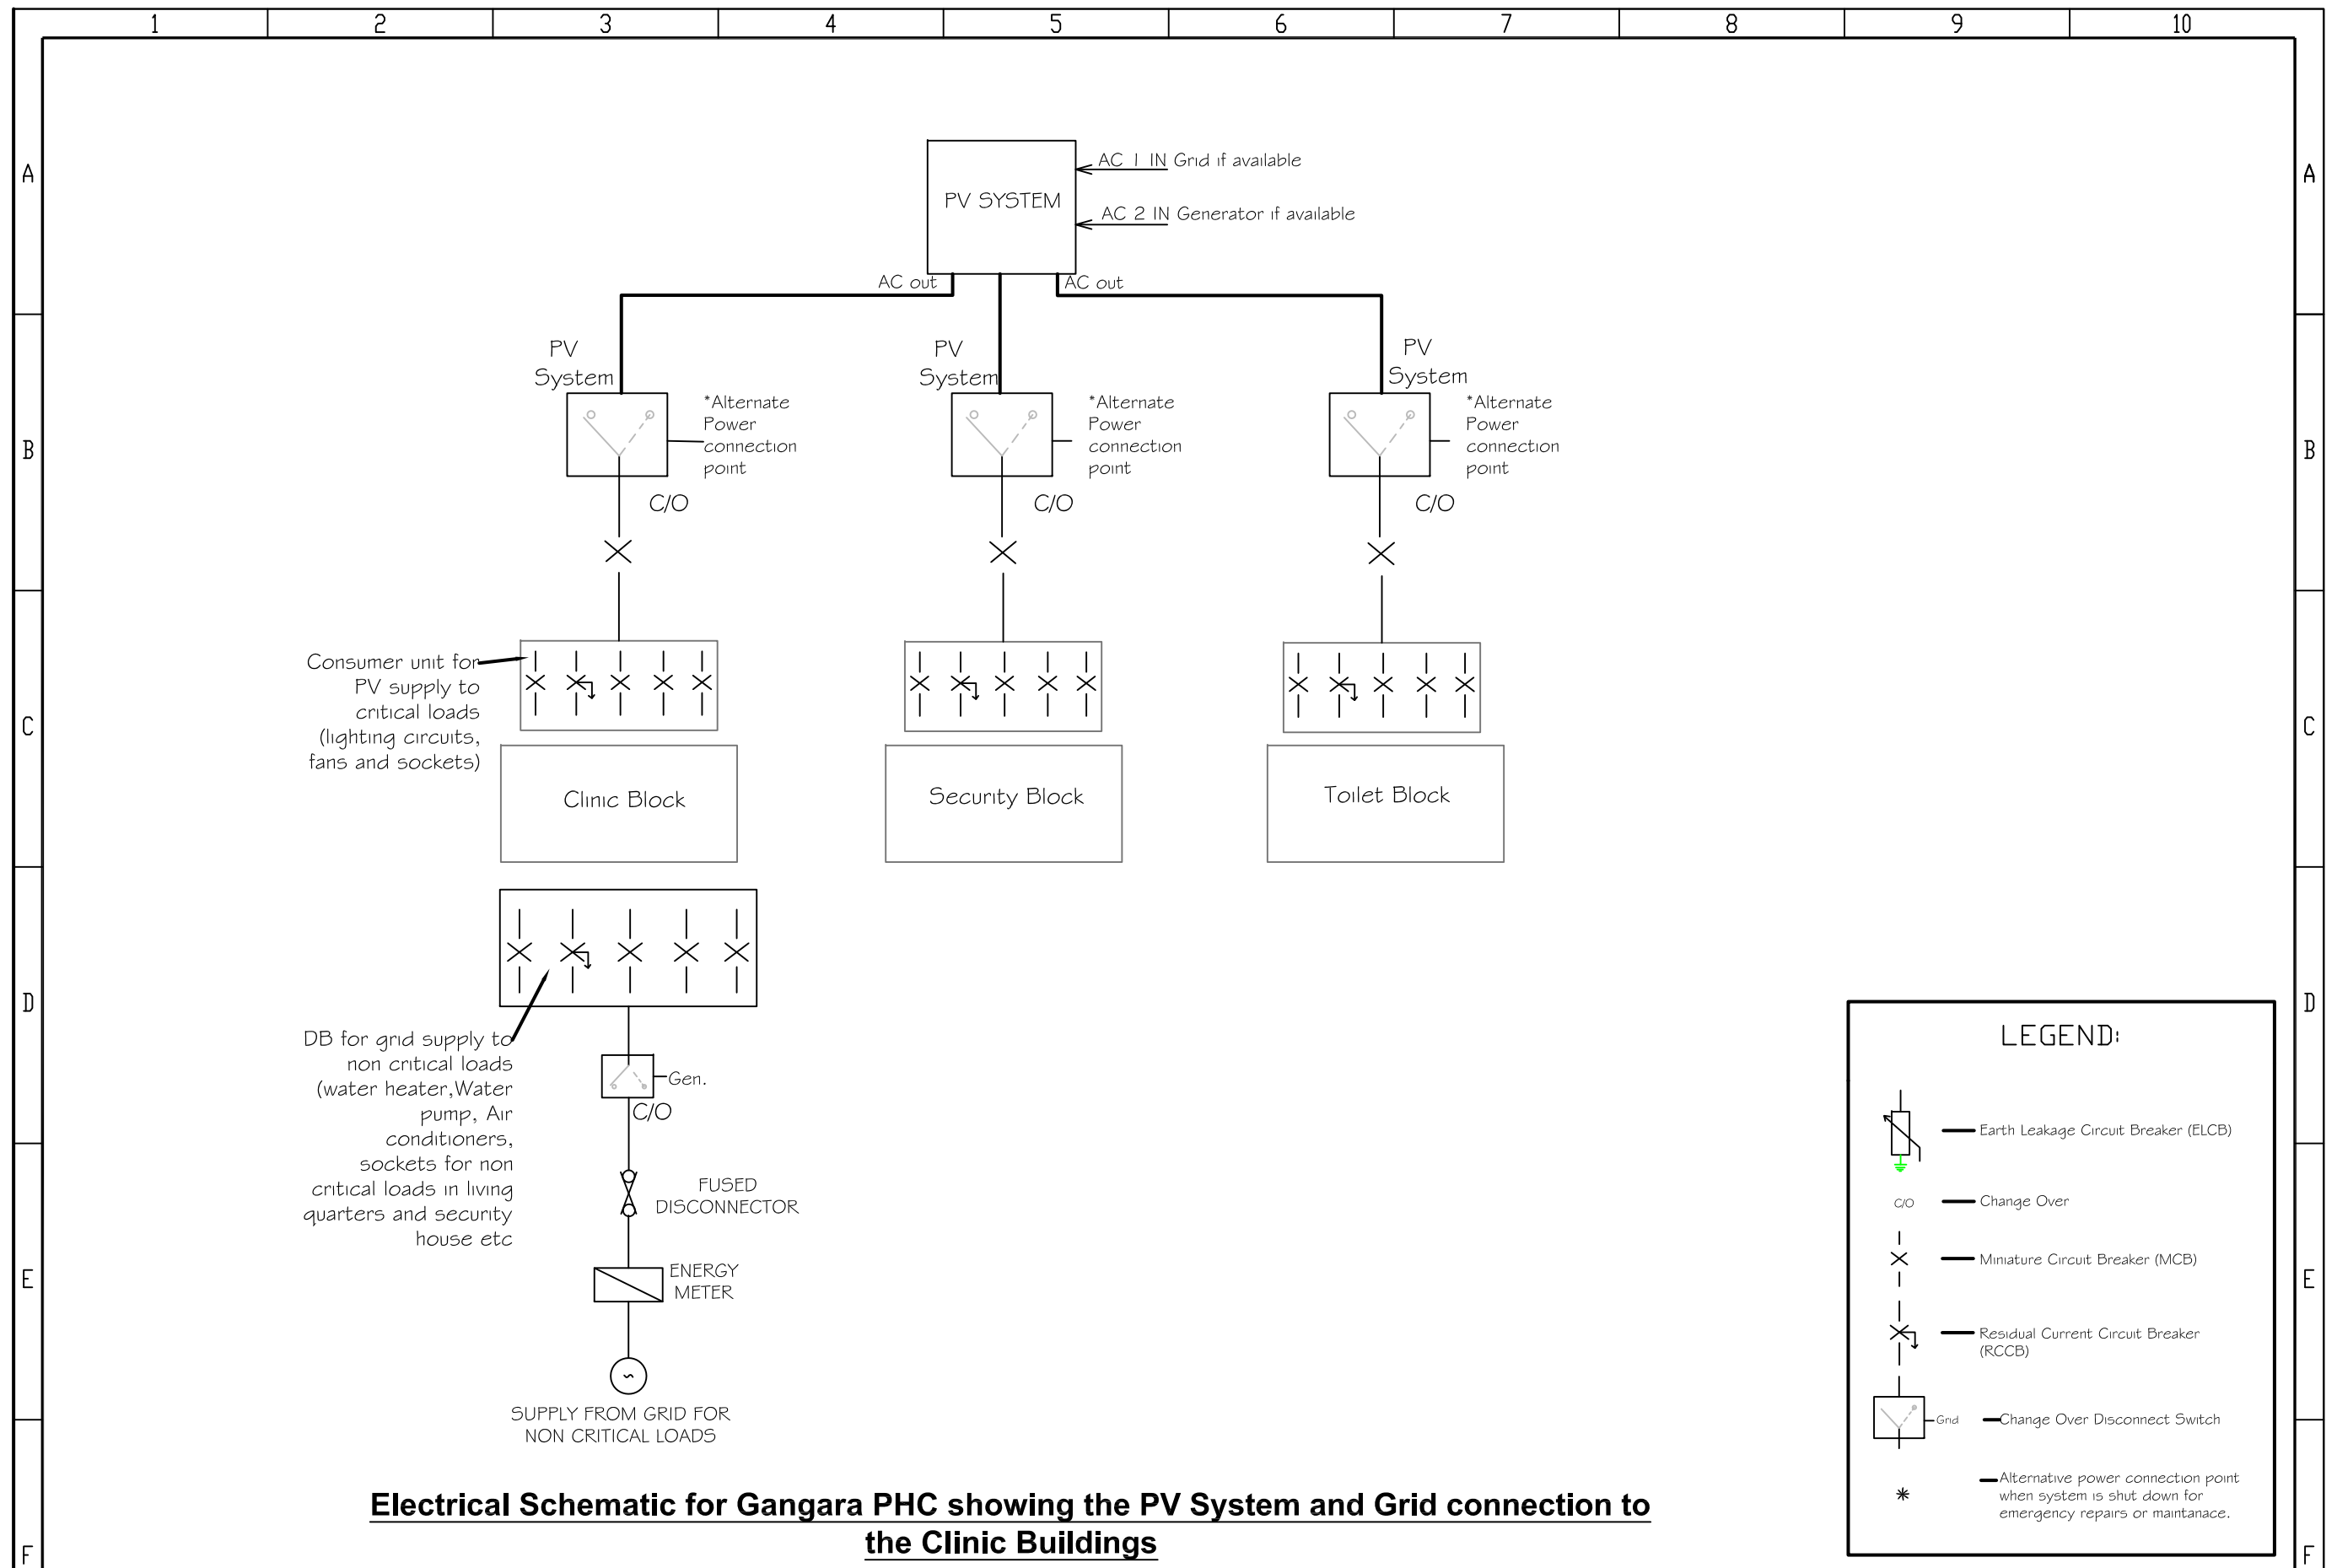 1 2 3 4 5 6 7 8 9 10
A A
PV SYSTEM
AC 1 IN Grid if available
AC 2 IN Generator if available
AC out
AC out
B B
PV
System
*Alternate
Power
connection
point
C/O
PV
System
*Alternate
Power
connection
point
C/O
PV
System
*Alternate
Power
connection
point
C/O
C C
Consumer unit for
PV supply to
critical loads
(lighting circuits,
fans and sockets)
Clinic Block
Security Block
Toilet Block
D D
DB for grid supply to
non critical loads
(water heater,Water
pump, Air
conditioners,
sockets for non
critical loads in living
quarters and security
house etc
Gen.
C/O
FUSED
DISCONNECTOR
E E
ENERGY
METER
SUPPLY FROM GRID FOR
NON CRITICAL LOADS
LEGEND:
Earth Leakage Circuit Breaker (ELCB)
C/O Change Over
Miniature Circuit Breaker (MCB)
Residual Current Circuit Breaker
(RCCB)
Grid Change Over Disconnect Switch
* Alternative power connection point
when system is shut down for
emergency repairs or maintanace.
Electrical Schematic for Gangara PHC showing the PV System and Grid connection to
the Clinic Buildings
F F